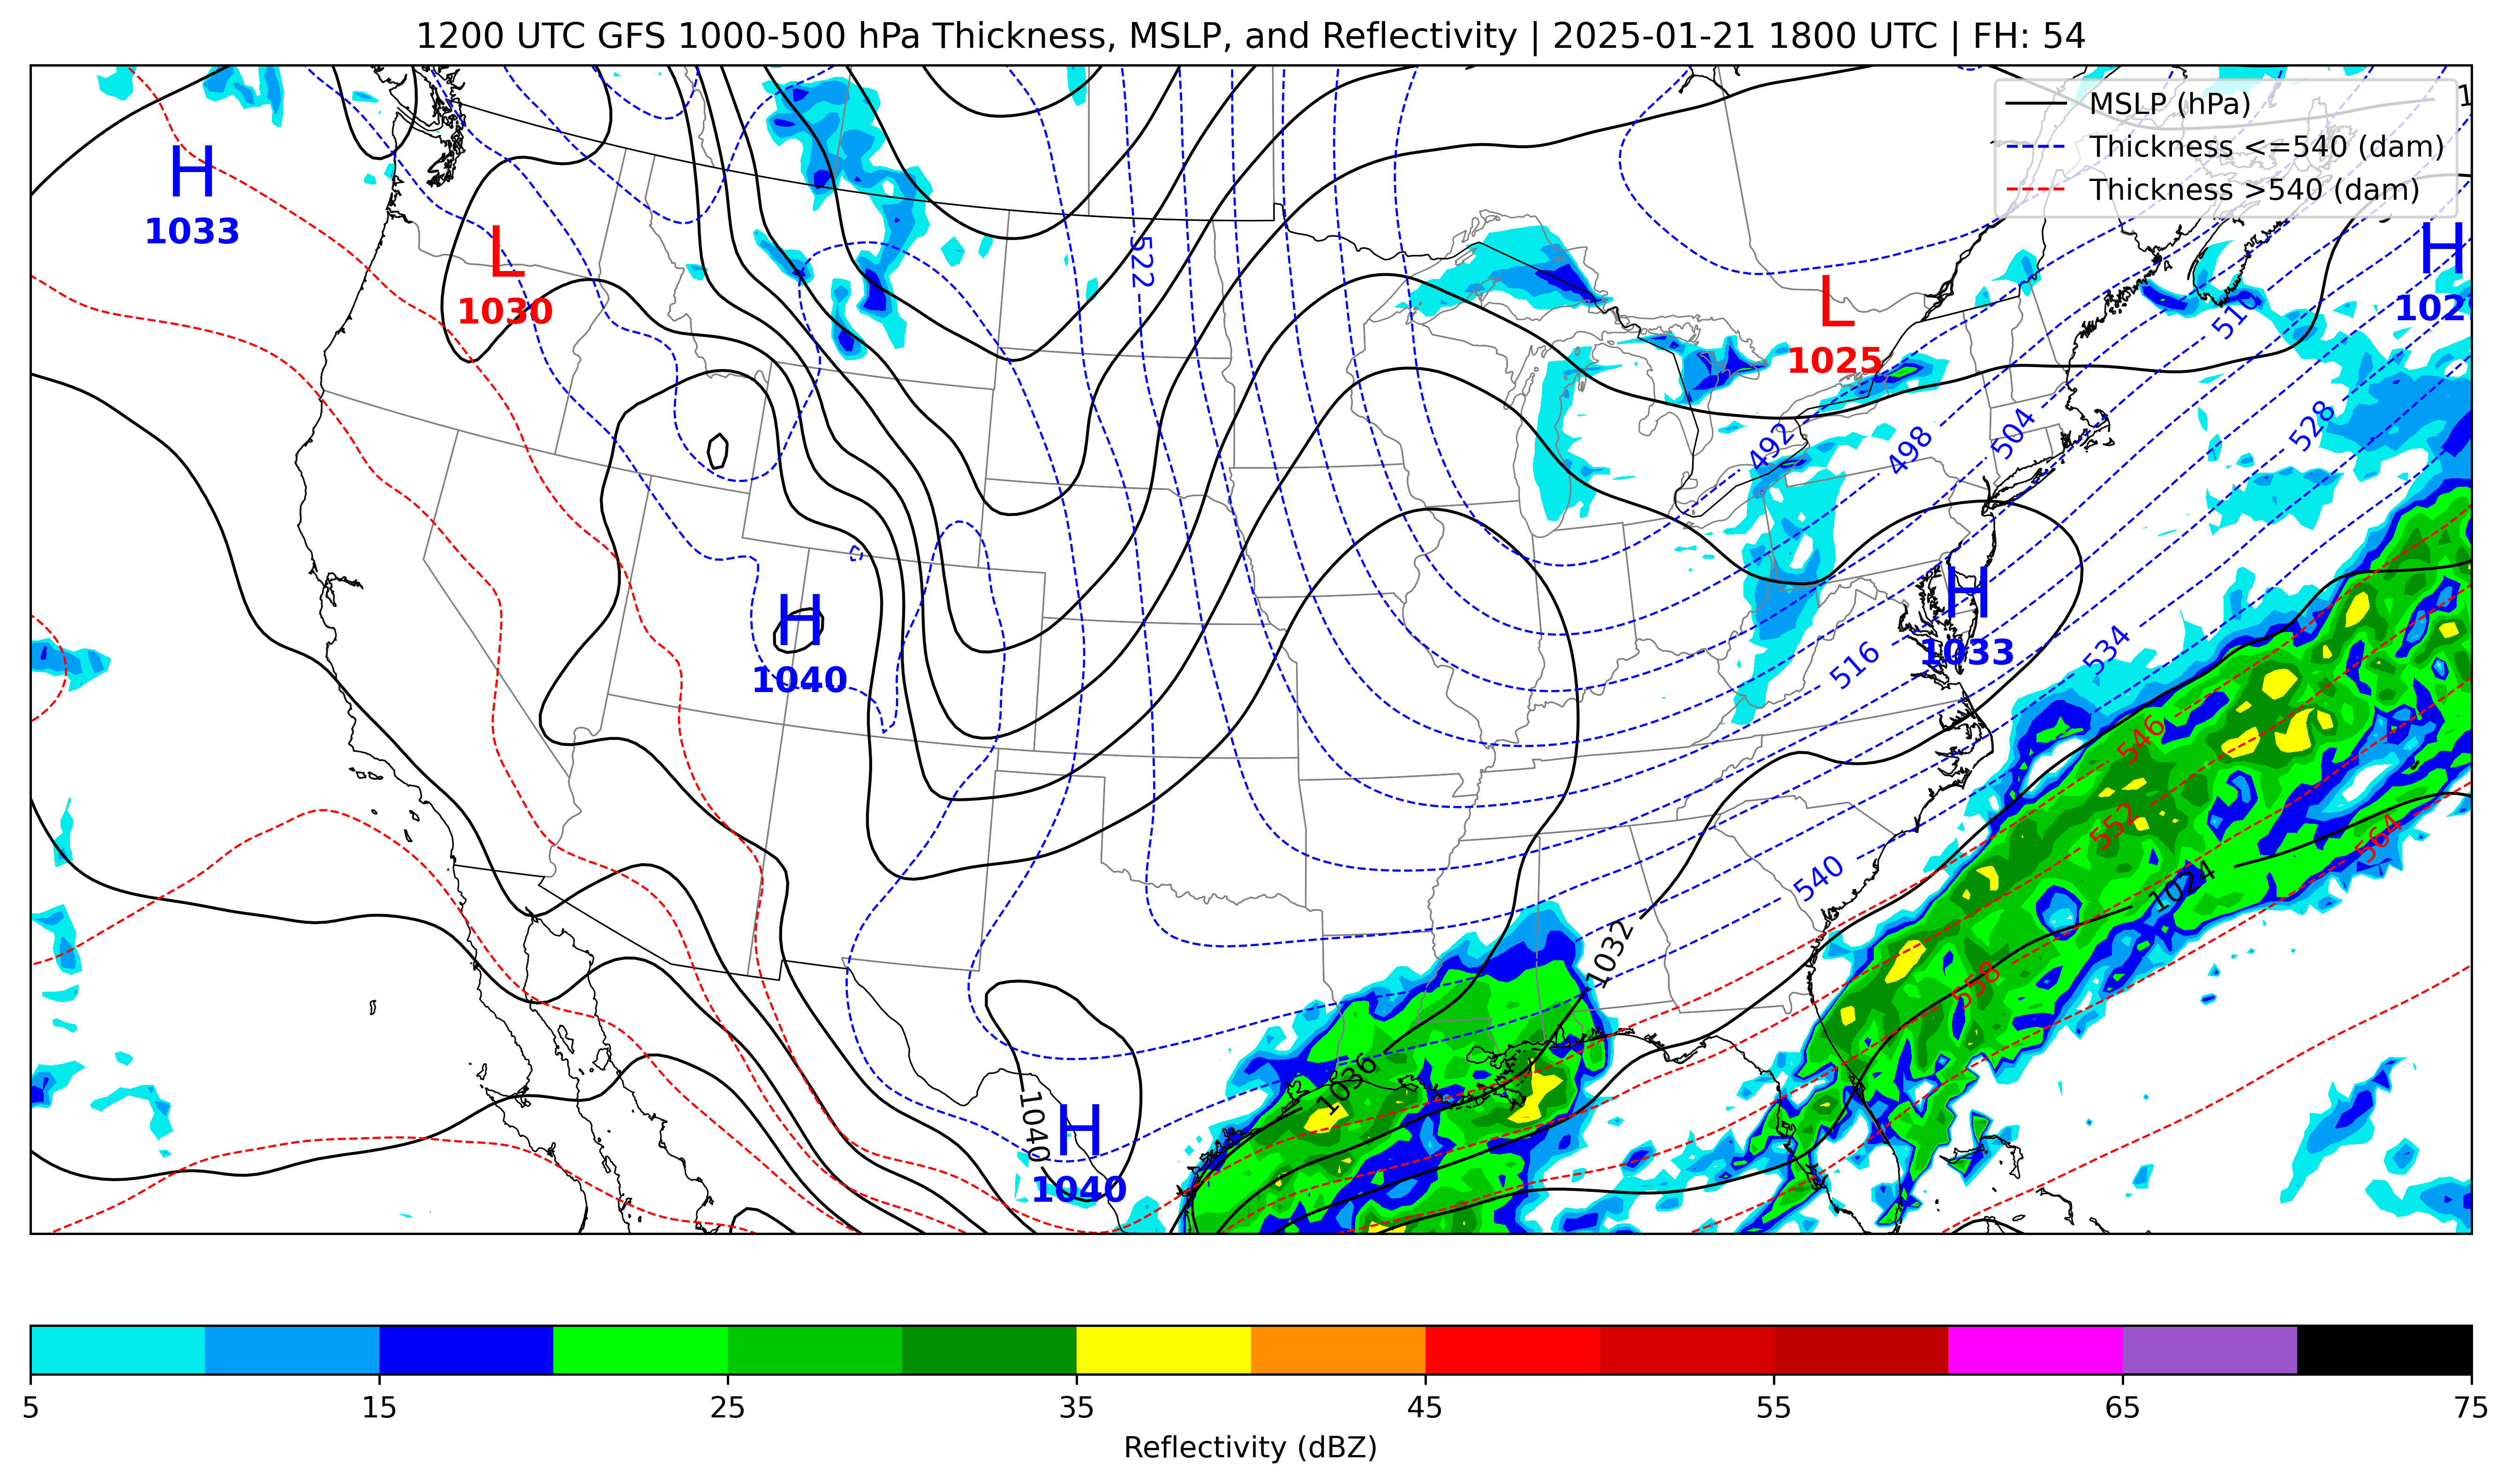 1200 UTC GFS 1000-500 hPa Thickness, MSLP, and Reflectivity | 2025-01-21 1800 UTC | FH: 54
MSLP (hPa)
Thickness <=540 (dam)
Thickness >540 (dam)
H
1033
L
1030
522
L
1025
H
102
510
492
498
504
528
H
1040
H
1033
516
534
546
552
564
540
1024
1032
558
1036
1040
H
1040
5
15
25
35
45
55
65
75
Reflectivity (dBZ)